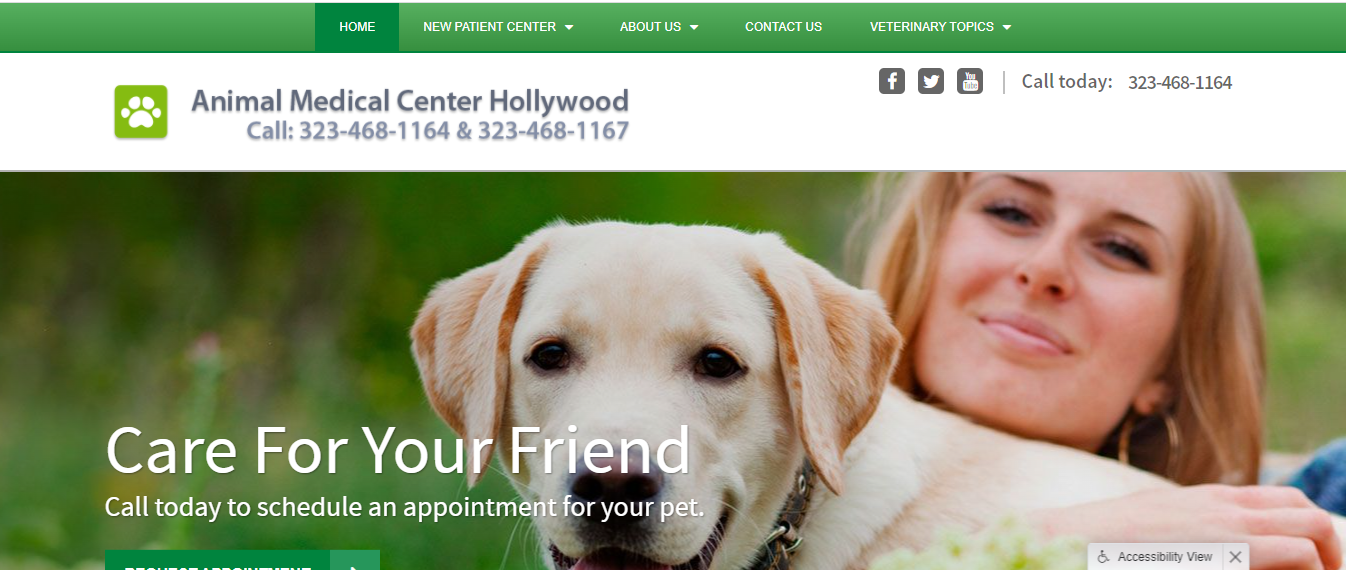 HOME NEW PATIENT CENTER ABOUT US CONTACT US VETERINARY TOPICS
Call today: 323-468-1164
Animal Medical Center Hollywood
Call: 323-468-1164 & 323-468-1167
Care For Your Friend
Call today to schedule an appointment for your pet.
REQUEST APPOINTMENT
Accessibility View